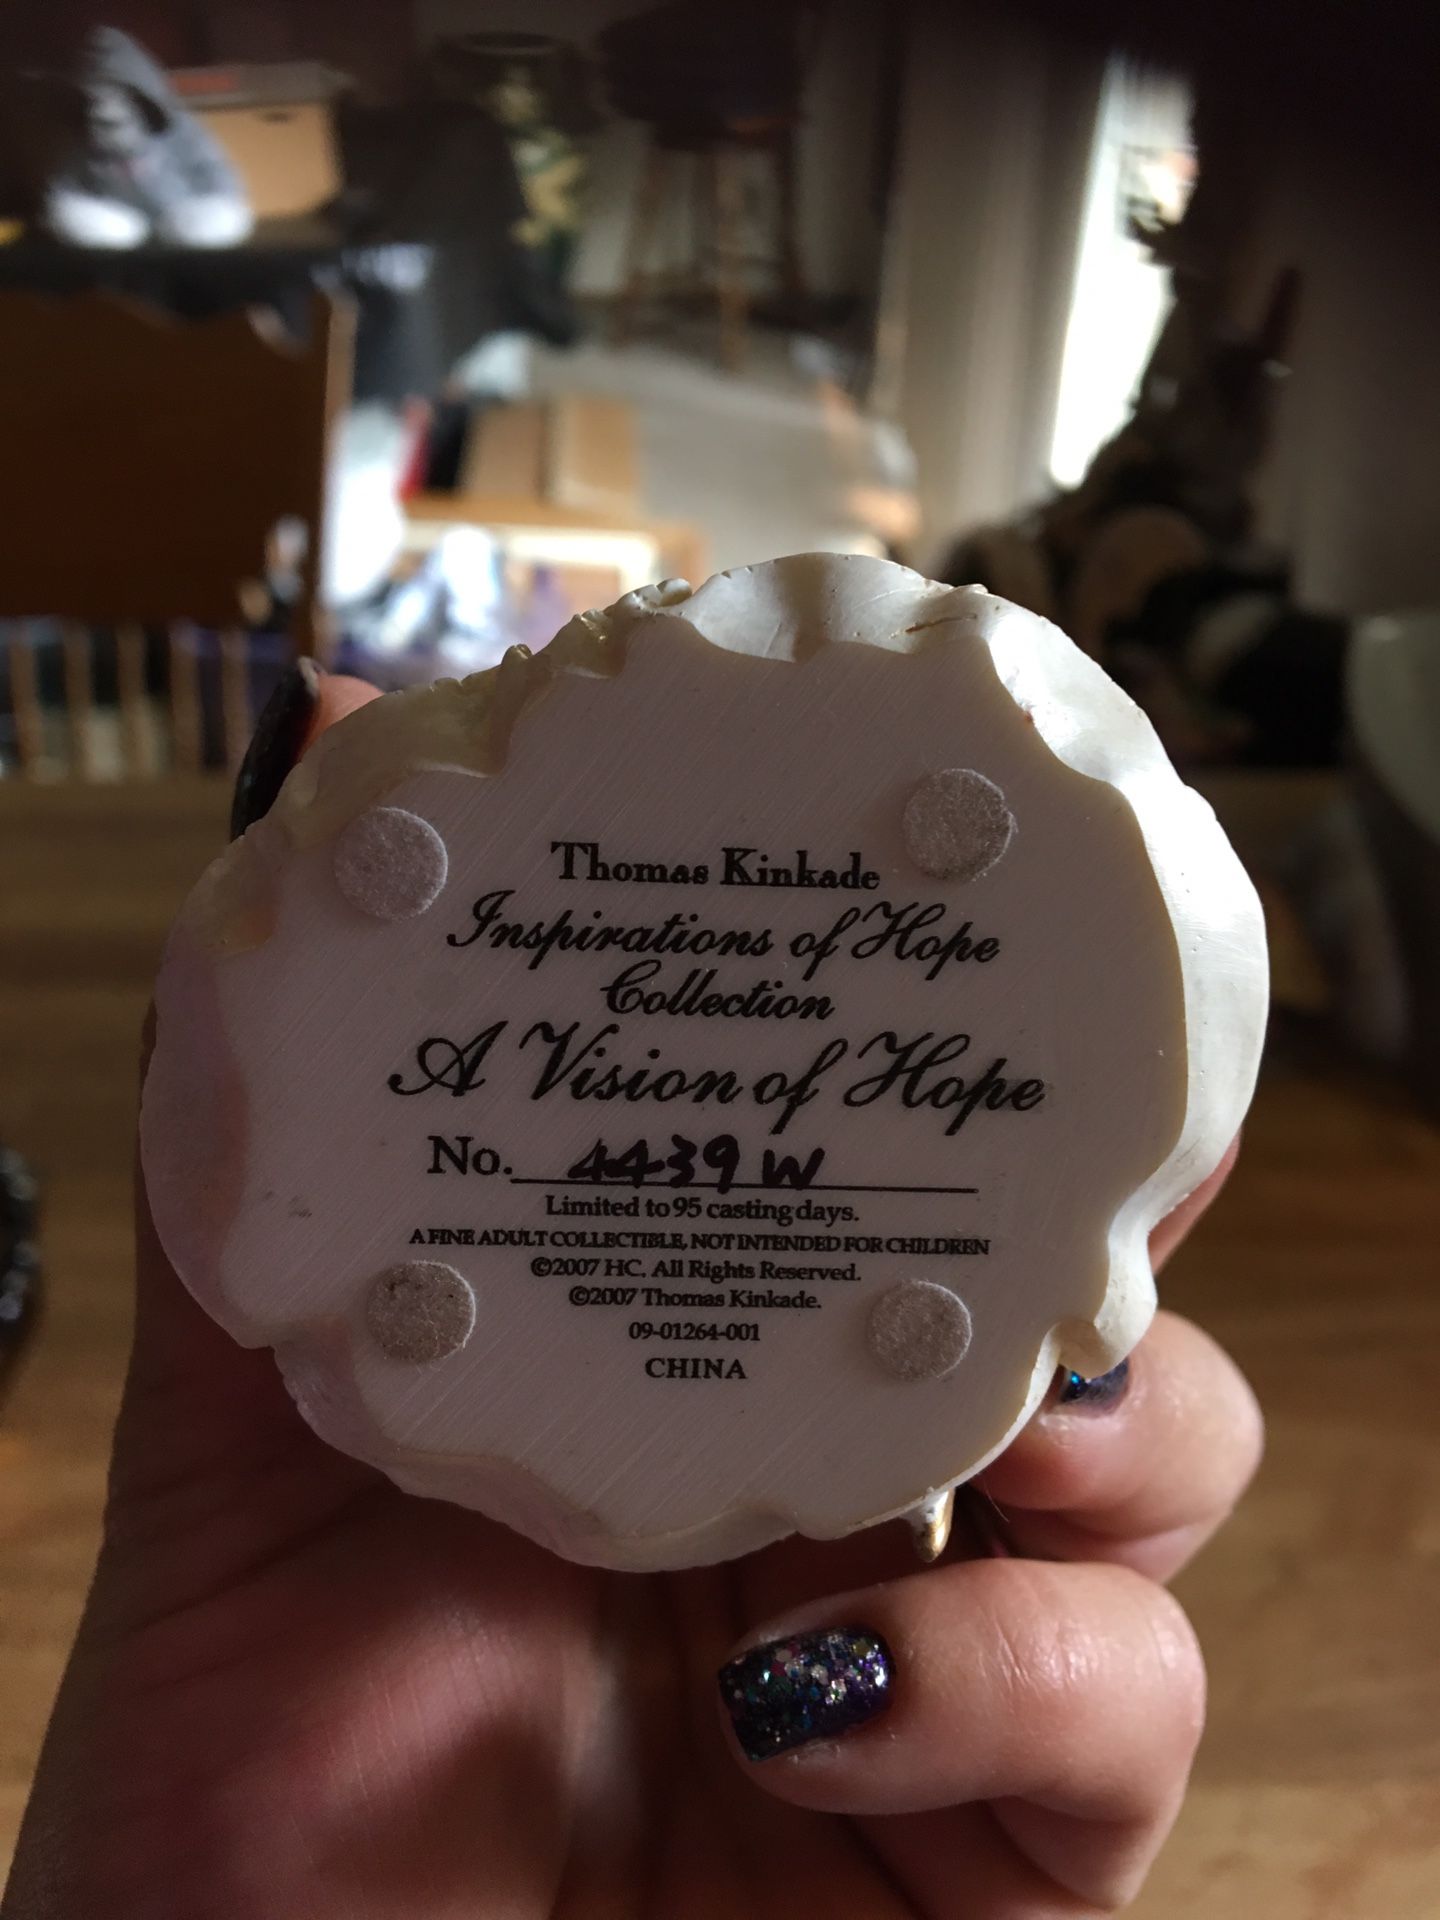 Thomas Kinkade
Inspirations of Hope
Collection
A Vision of Hope
No. 4439 W
Limited to 95 casting days.
A FINE ADULT COLLECTIBLE, NOT INTENDED FOR CHILDREN
©2007 HC. All Rights Reserved.
©2007 Thomas Kinkade.
09-01264-001
CHINA